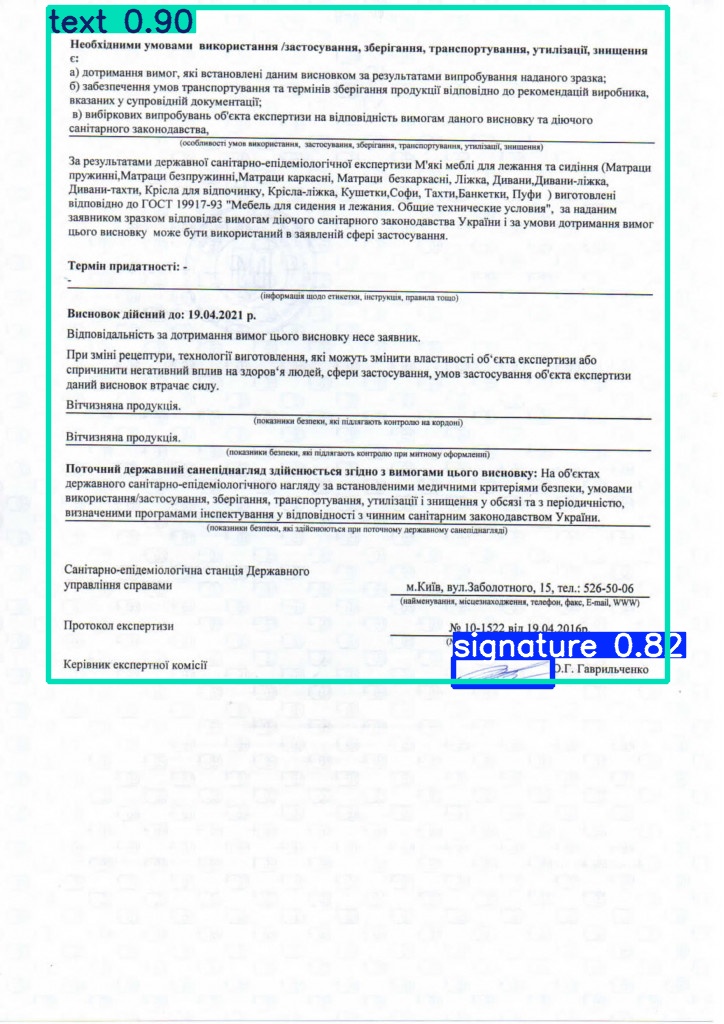 text 0.90
Необхідними умовами використання /застосування, зберігання, транспортування, утилізації, знищення
є:
а) дотримання вимог, які встановлені даним висновком за результатами випробування наданого зразка;
б) забезпечення умов транспортування та термінів зберігання продукції відповідно до рекомендацій виробника,
вказаних у супровідній документації;
в) вибіркових випробувань об'єкта експертизи на відповідність вимогам даного висновку та діючого
санітарного законодавства,
(особливості умов використання, застосування, зберігання, транспортування, утилізації, знищення)
За результатами державної санітарно-епідеміологічної експертизи М'які меблі для лежання та сидіння (Матраци
пружинні,Матраци безпружинні,Матраци каркасні, Матраци безкаркасні, Ліжка, Дивани,Дивани-ліжка,
Дивани-тахти, Крісла для відпочинку, Крісла-ліжка, Кушетки,Софи, Тахти,Банкетки, Пуфи ) виготовлені
відповідно до ГОСТ 19917-93 "Мебель для сидения и лежания. Общие технические условия", за наданим
заявником зразком відповідає вимогам діючого санітарного законодавства України і за умови дотримання вимог
цього висновку може бути використаний в заявленій сфері застосування.
Термін придатності: -
-
(інформація щодо етикетки, інструкція, правила тощо)
Висновок дійсний до: 19.04.2021 р.
Відповідальність за дотримання вимог цього висновку несе заявник.
При зміні рецептури, технології виготовлення, які можуть змінити властивості об‘єкта експертизи або
спричинити негативний вплив на здоров‘я людей, сфери застосування, умов застосування об'єкта експертизи
даний висновок втрачає силу.
Вітчизняна продукція.
(показники безпеки, які підлягають контролю на кордоні)
Вітчизняна продукція.
(показники безпеки, які підлягають контролю при митному оформленні)
Поточний державний санепіднагляд здійснюється згідно з вимогами цього висновку: На об'єктах
державного санітарно-епідеміологічного нагляду за встановленими медичними критеріями безпеки, умовами
використання/застосування, зберігання, транспортування, утилізації і знищення у обсязі та з періодичністю,
визначеними програмами інспектування у відповідності з чинним санітарним законодавством України.
(показники безпеки, які здійснюються при поточному державному санепіднагляді)
Санітарно-епідеміологічна станція Державного
управління справами
м.Київ, вул.Заболотного, 15, тел.: 526-50-06
(найменування, місцезнаходження, телефон, факс, E-mail, WWW)
Протокол експертизи
№ 10-1522 від 19.04.2016р.
signature 0.82
Керівник експертної комісії
.Г. Гаврильченко